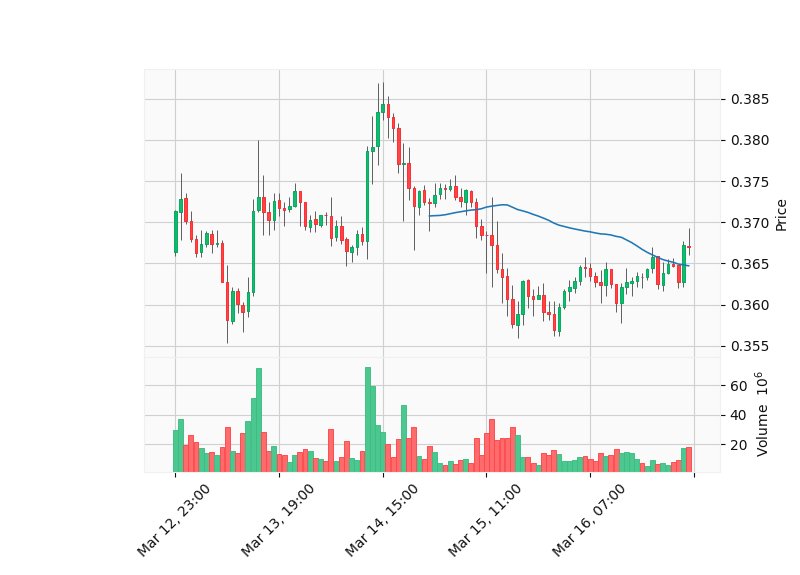 0.385
0.380
0.375
0.370
0.365
0.360
0.355
Price
60
40
20
Volume 10^6
Mar 12, 23:00
Mar 13, 19:00
Mar 14, 15:00
Mar 15, 11:00
Mar 16, 07:00